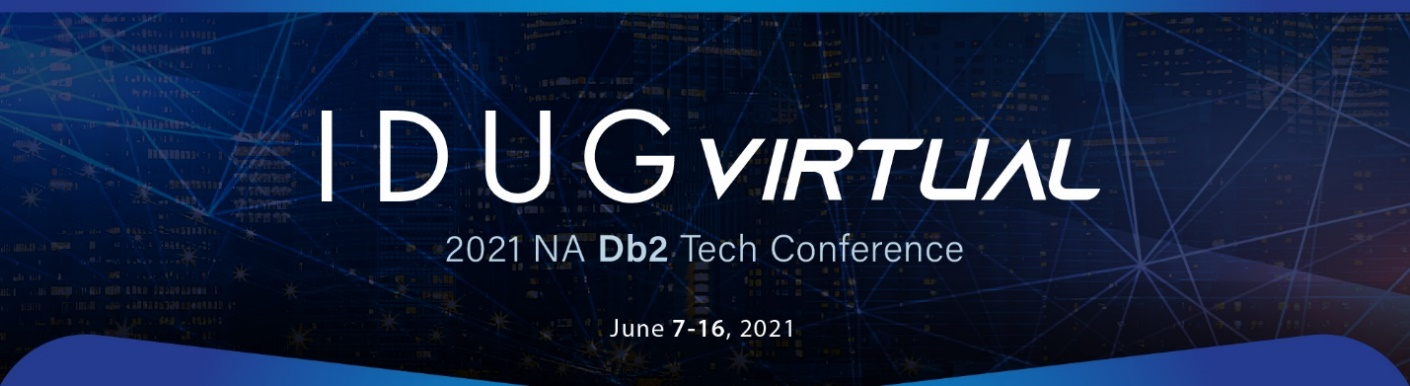 IDUG VIRTUAL
2021 NA Db2 Tech Conference
June 7-16, 2021